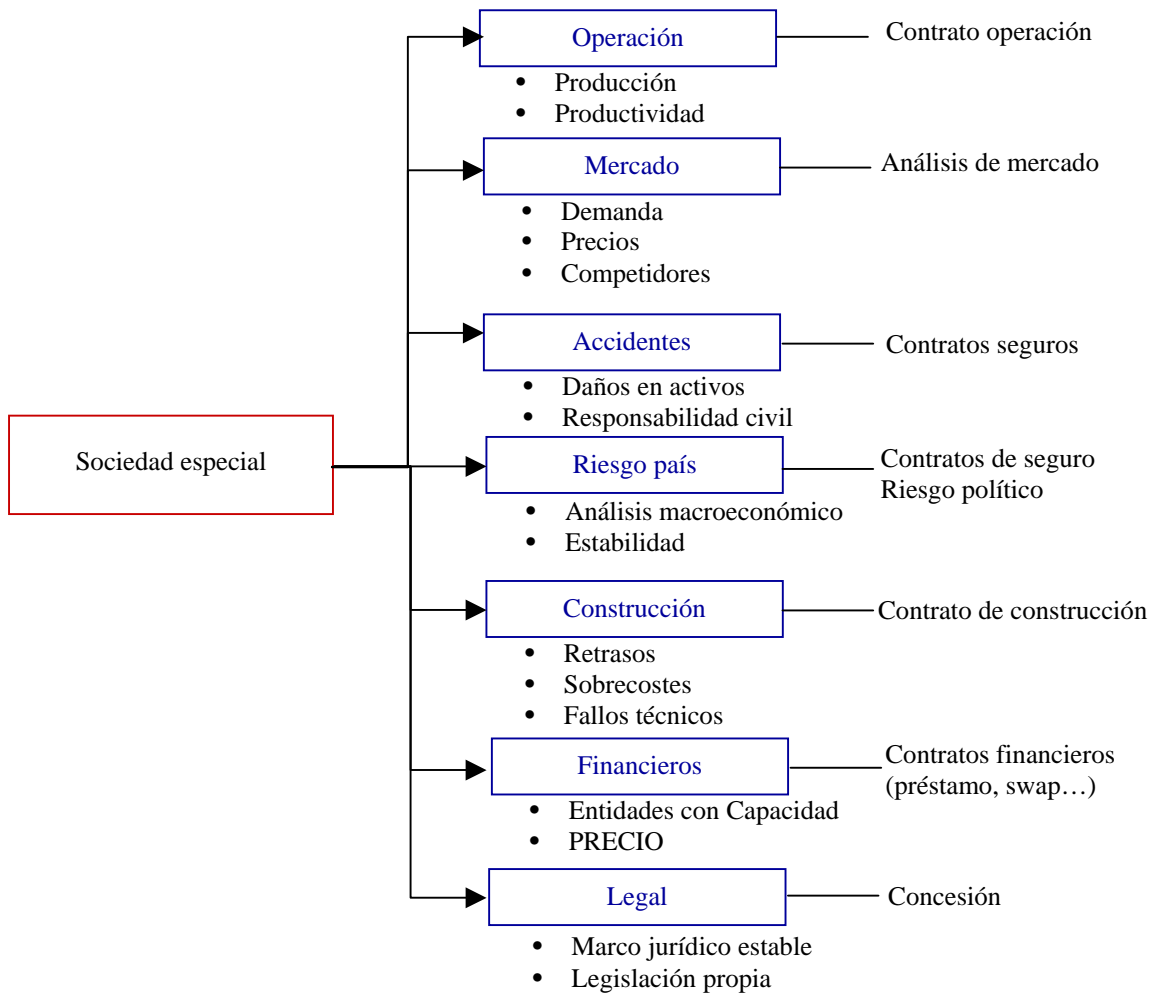 Operación
Contrato operación
• Producción
• Productividad
Mercado
Análisis de mercado
• Demanda
• Precios
• Competidores
Accidentes
Contratos seguros
• Daños en activos
• Responsabilidad civil
Sociedad especial
Riesgo país
Contratos de seguro
Riesgo político
• Análisis macroeconómico
• Estabilidad
Construcción
Contrato de construcción
• Retrasos
• Sobrecostes
• Fallos técnicos
Financieros
Contratos financieros
(préstamo, swap…)
• Entidades con Capacidad
• PRECIO
Legal
Concesión
• Marco jurídico estable
• Legislación propia